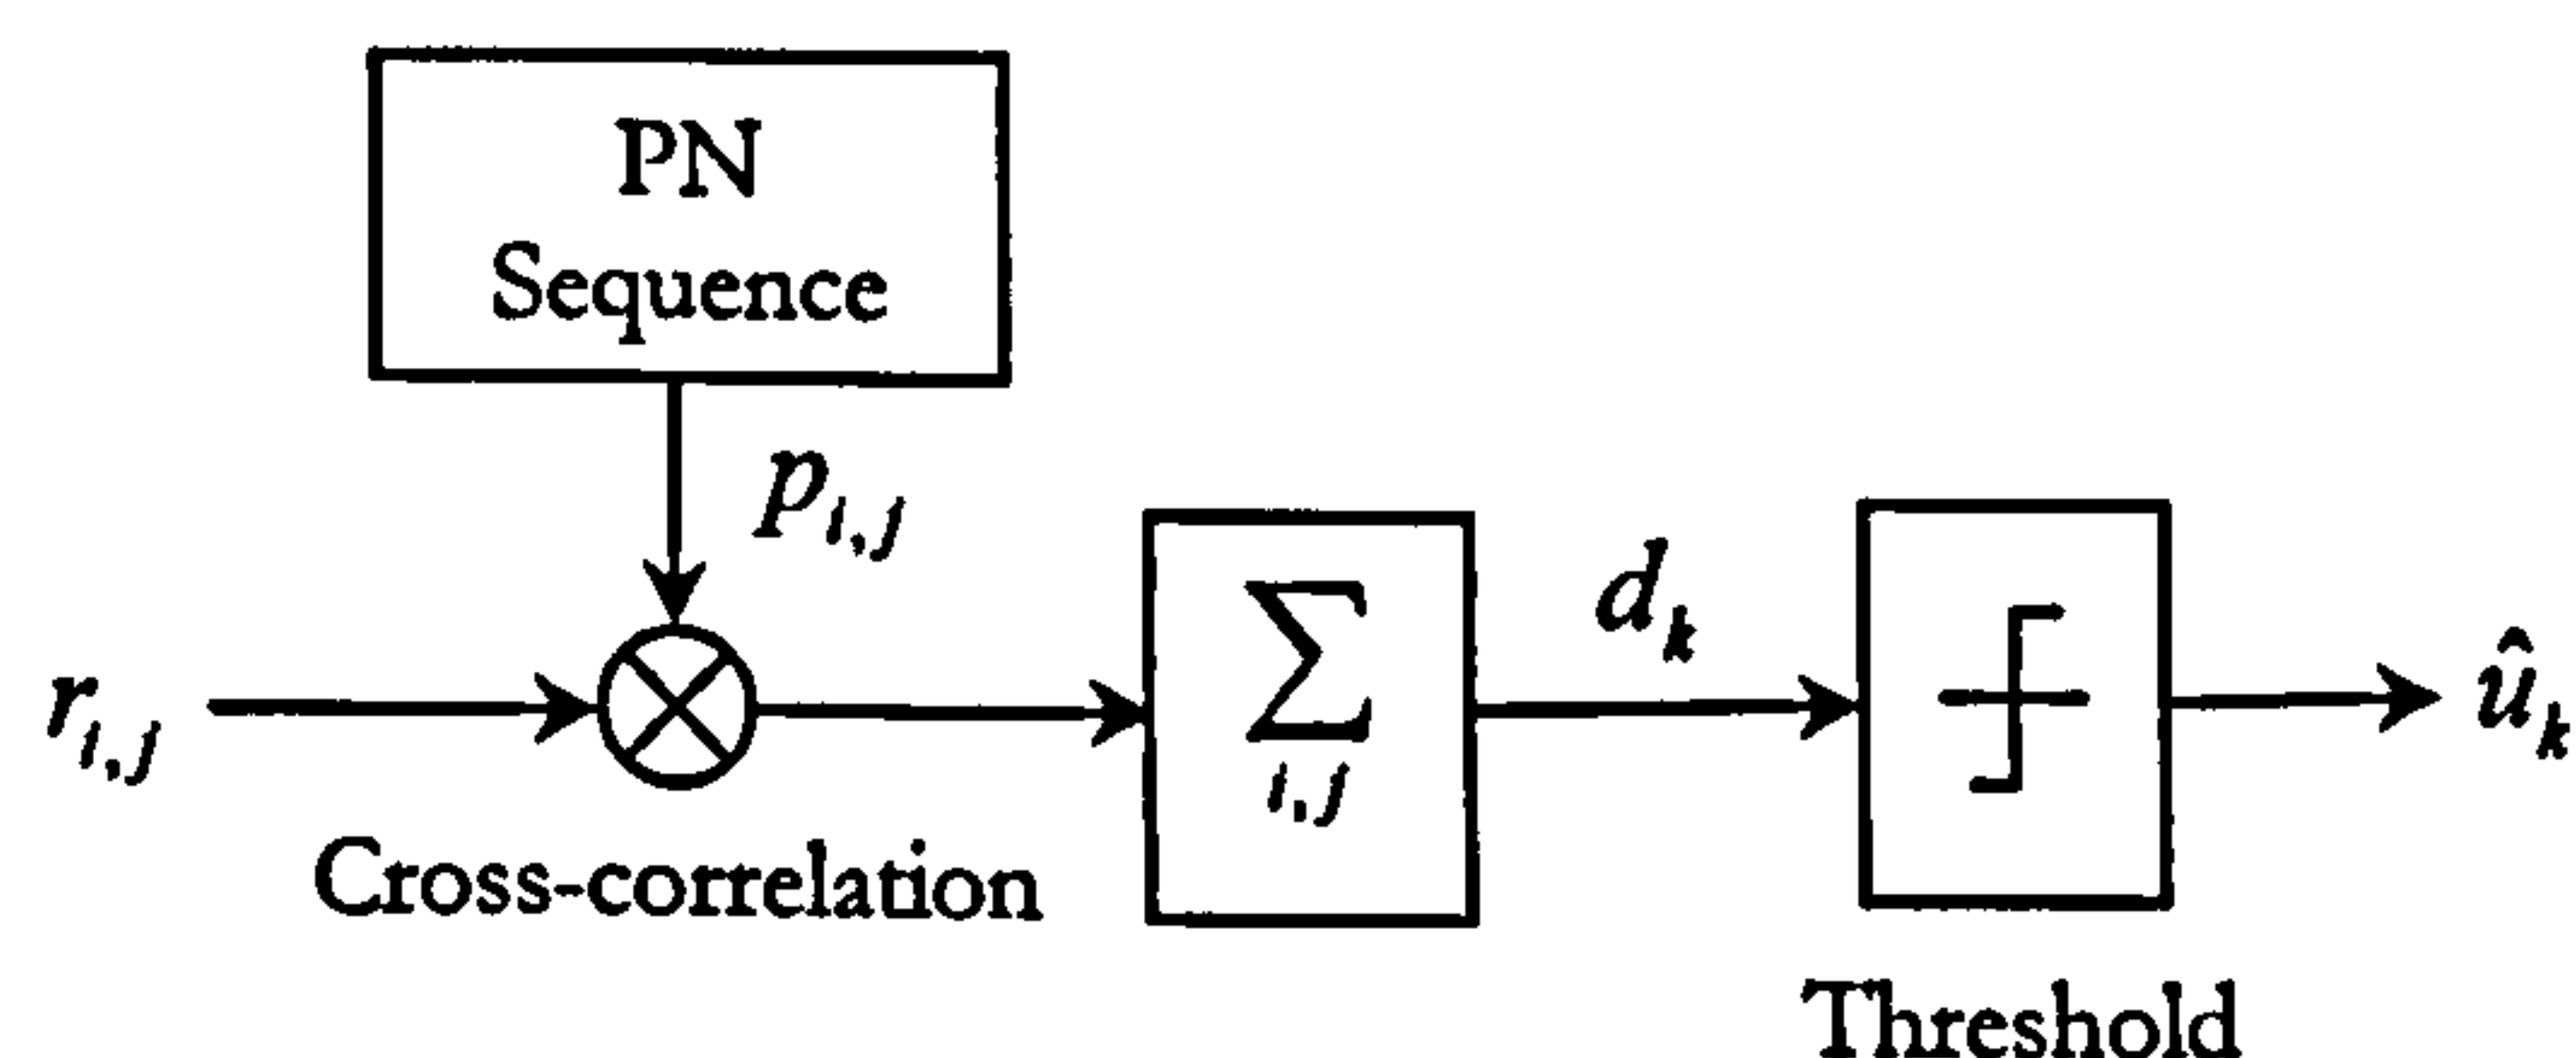 PN
Sequence
p_{i,j}
r_{i,j}
Cross-correlation
∑
i,j
d_k
û_k
Threshold